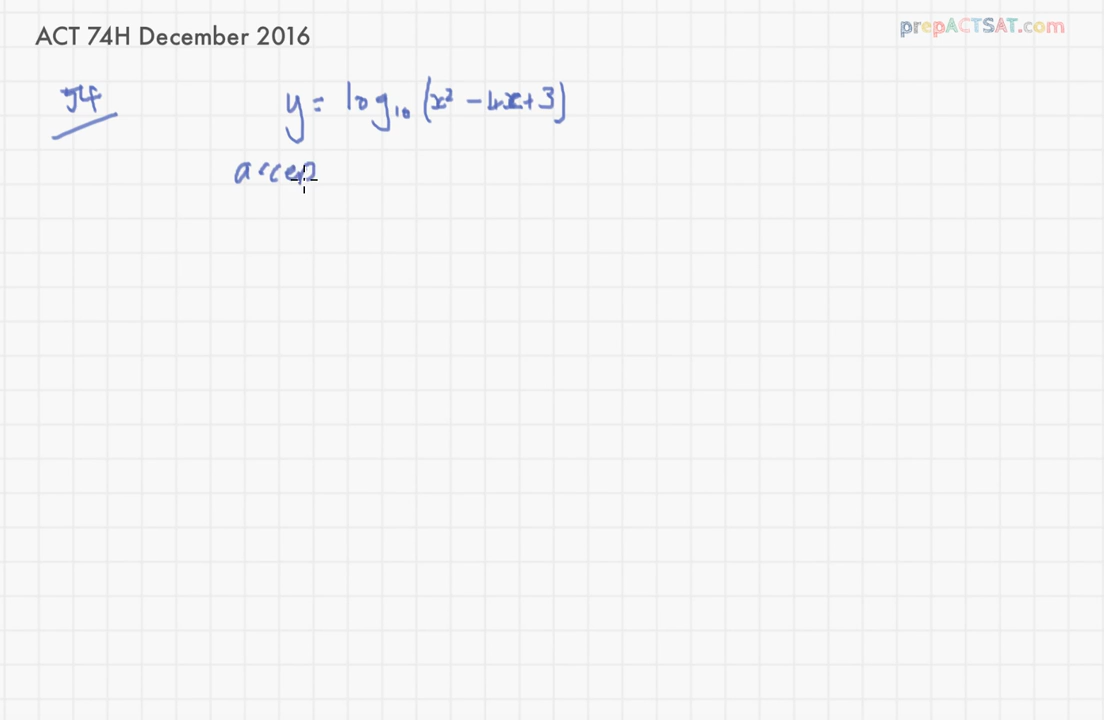 ACT 74H December 2016
prepACTSAT.com
54
y = log₁₀ (x² - 4x + 3)
accep